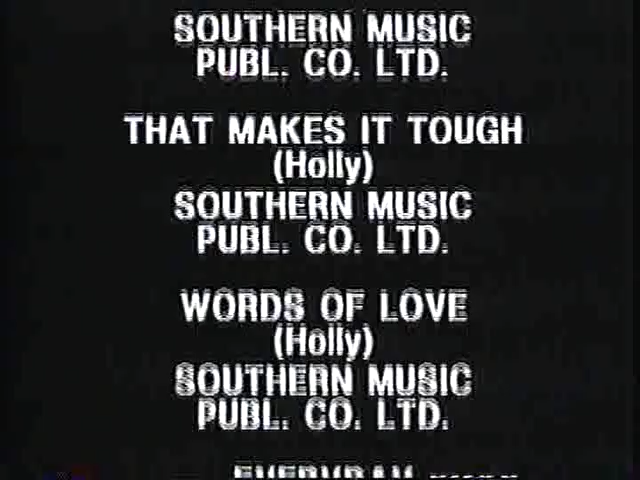 SOUTHERN MUSIC
PUBL. CO. LTD.
THAT MAKES IT TOUGH
(Holly)
SOUTHERN MUSIC
PUBL. CO. LTD.
WORDS OF LOVE
(Holly)
SOUTHERN MUSIC
PUBL. CO. LTD.
EVERYDAY